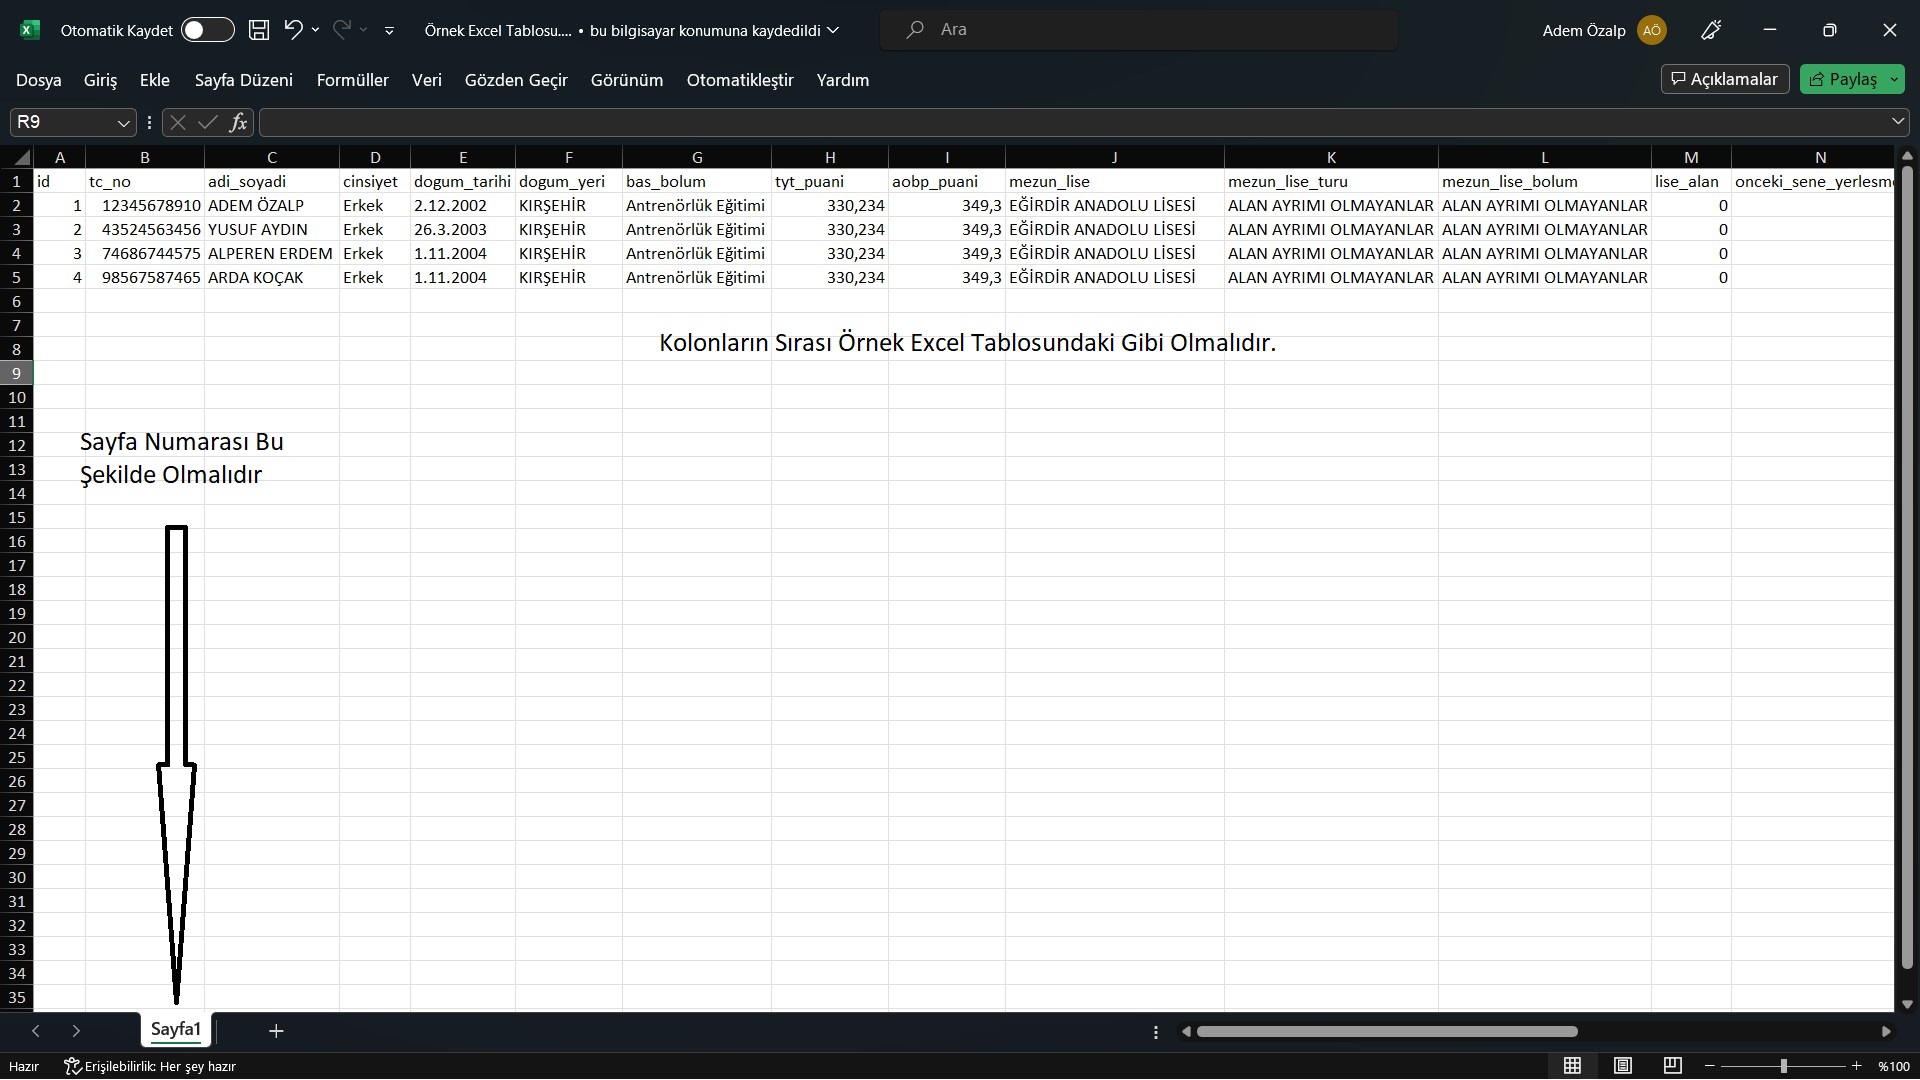 Otomatik Kaydet Örnek Excel Tablosu.... • bu bilgisayar konumuna kaydedildi Ara Adem Özalp AÖ
Dosya Giriş Ekle Sayfa Düzeni Formüller Veri Gözden Geçir Görünüm Otomatikleştir Yardım Açıklamalar Paylaş
R9 fx
A B C D E F G H I J K L M N
1 id tc_no adi_soyadi cinsiyet dogum_tarihi dogum_yeri bas_bolum tyt_puani aobp_puani mezun_lise mezun_lise_turu mezun_lise_bolum lise_alan onceki_sene_yerlesme
2 1 12345678910 ADEM ÖZALP Erkek 2.12.2002 KIRŞEHİR Antrenörlük Eğitimi 330,234 349,3 EĞİRDİR ANADOLU LİSESİ ALAN AYRIMI OLMAYANLAR ALAN AYRIMI OLMAYANLAR 0
3 2 43524563456 YUSUF AYDIN Erkek 26.3.2003 KIRŞEHİR Antrenörlük Eğitimi 330,234 349,3 EĞİRDİR ANADOLU LİSESİ ALAN AYRIMI OLMAYANLAR ALAN AYRIMI OLMAYANLAR 0
4 3 74686744575 ALPEREN ERDEM Erkek 1.11.2004 KIRŞEHİR Antrenörlük Eğitimi 330,234 349,3 EĞİRDİR ANADOLU LİSESİ ALAN AYRIMI OLMAYANLAR ALAN AYRIMI OLMAYANLAR 0
5 4 98567587465 ARDA KOÇAK Erkek 1.11.2004 KIRŞEHİR Antrenörlük Eğitimi 330,234 349,3 EĞİRDİR ANADOLU LİSESİ ALAN AYRIMI OLMAYANLAR ALAN AYRIMI OLMAYANLAR 0
6
7
Kolonların Sırası Örnek Excel Tablosundaki Gibi Olmalıdır.
8
9
10
11
12 Sayfa Numarası Bu
13 Şekilde Olmalıdır
14
15
16
17
18
19
20
21
22
23
24
25
26
27
28
29
30
31
32
33
34
35
Sayfa1
Hazır Erişilebilirlik: Her şey hazır %100